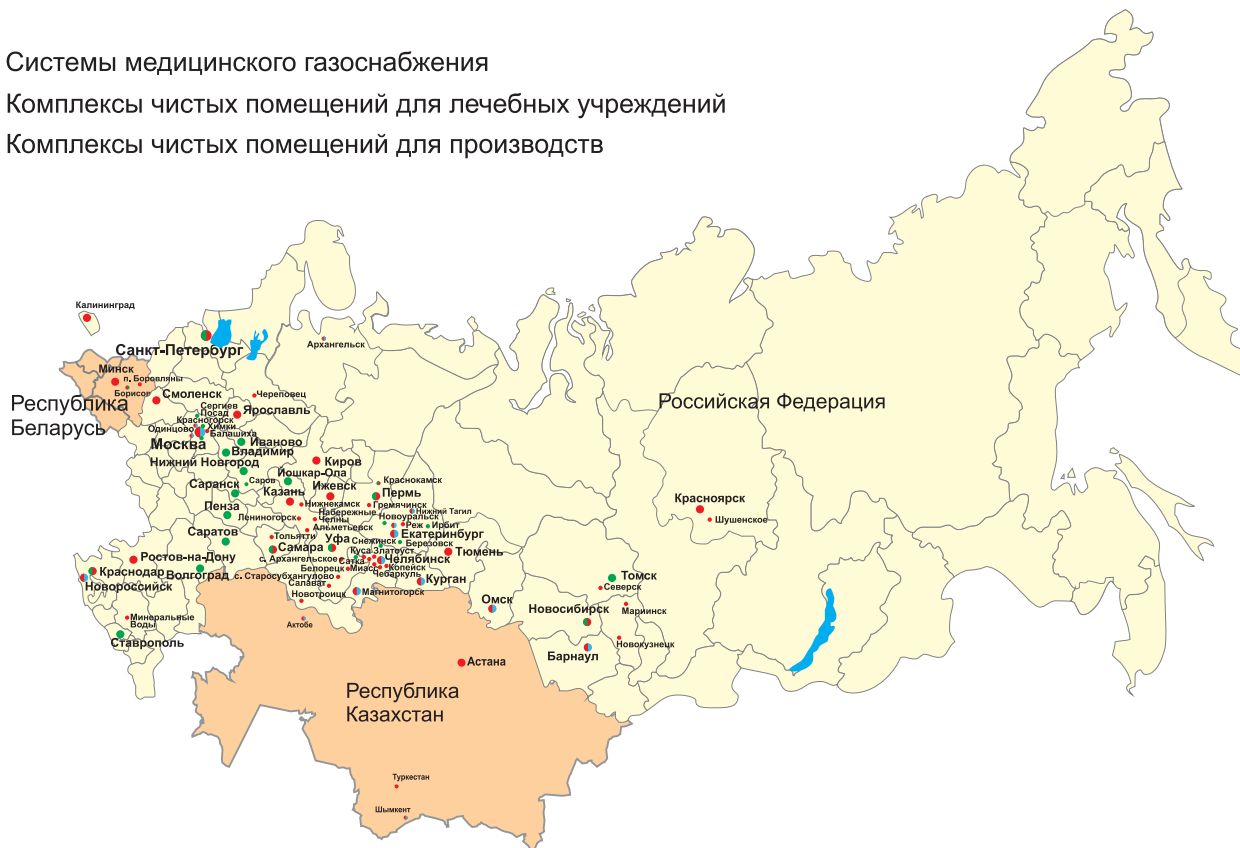 Системы медицинского газоснабжения
Комплексы чистых помещений для лечебных учреждений
Комплексы чистых помещений для производств
Калининград
Санкт-Петербург
Архангельск
Минск
п. Боровляны
Борисов
Смоленск
Череповец
Республика
Беларусь
Российская Федерация
Сергиев
Посад
Ярославль
Красногорск
Химки
Одинцово
Балашиха
Москва
Иваново
Владимир
Нижний Новгород
Киров
Йошкар-Ола
Краснокамск
Саранск
Саров
Казань
Ижевск
Пермь
Нижнекамск
Гремячинск
Пенза
Лениногорск
Набережные
Челны
Нижний Тагил
Новоуральск
Альметьевск
Реж
Ирбит
Саратов
Тольятти
Уфа
Екатеринбург
Снежинск
Березовск
Самара
Куса
Златоуст
Тюмень
Ростов-на-Дону
с. Архангельское
Сатка
Челябинск
Белорецк
Миасс
Копейск
Краснодар
Волгоград
с. Старосубхангулово
Чебаркуль
Курган
Новороссийск
Салават
Новотроицк
Магнитогорск
Красноярск
Шушенское
Томск
Северск
Омск
Новосибирск
Мариинск
Минеральные
Воды
Актобе
Ставрополь
Новокузнецк
Барнаул
Астана
Республика
Казахстан
Туркестан
Шымкент